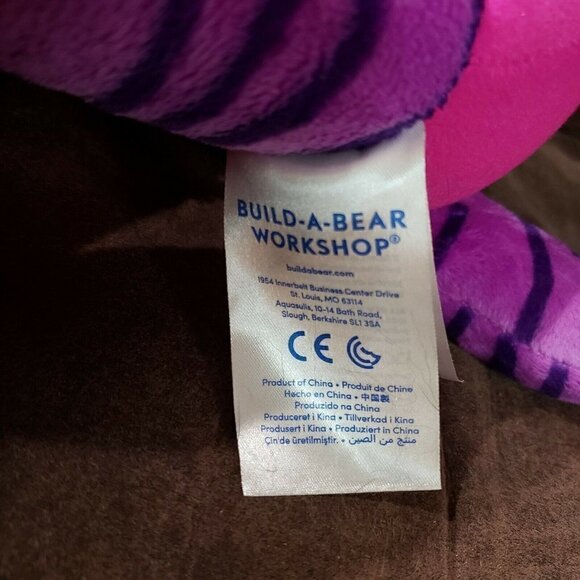 BUILD-A-BEAR
WORKSHOP®
buildabear.com
1954 Innerbelt Business Center Drive
St. Louis, MO 63114
Aquasulis, 10-14 Bath Road,
Slough, Berkshire SL1 3SA
CE
Product of China • Produit de Chine
Hecho en China • 中国製
Produzido na China
Produceret i Kina • Tillverkad i Kina
Produsert i Kina • Produziert in China
Çin'de üretilmiştir. • منتج من الصين